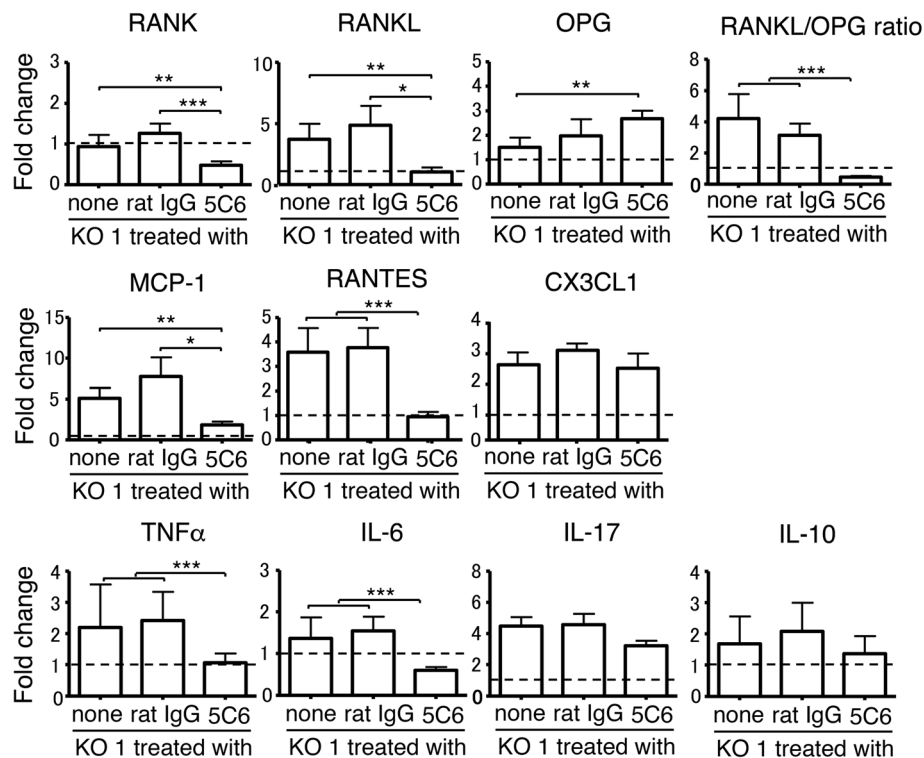 RANK RANKL OPG RANKL/OPG ratio
Fold change
3 2 1 0 ** ***
10 5 0 ** *
5 4 3 2 1 0 **
8 6 4 2 0 ***
none rat IgG 5C6 none rat IgG 5C6 none rat IgG 5C6 none rat IgG 5C6
KO 1 treated with KO 1 treated with KO 1 treated with KO 1 treated with
MCP-1 RANTES CX3CL1
Fold change
15 10 5 0 ** *
5 4 3 2 1 0 ***
4 3 2 1 0
none rat IgG 5C6 none rat IgG 5C6 none rat IgG 5C6
KO 1 treated with KO 1 treated with KO 1 treated with
TNFα IL-6 IL-17 IL-10
Fold change
4 3 2 1 0 ***
3 2 1 0 ***
8 6 4 2 0
4 3 2 1 0
none rat IgG 5C6 none rat IgG 5C6 none rat IgG 5C6 none rat IgG 5C6
KO 1 treated with KO 1 treated with KO 1 treated with KO 1 treated with